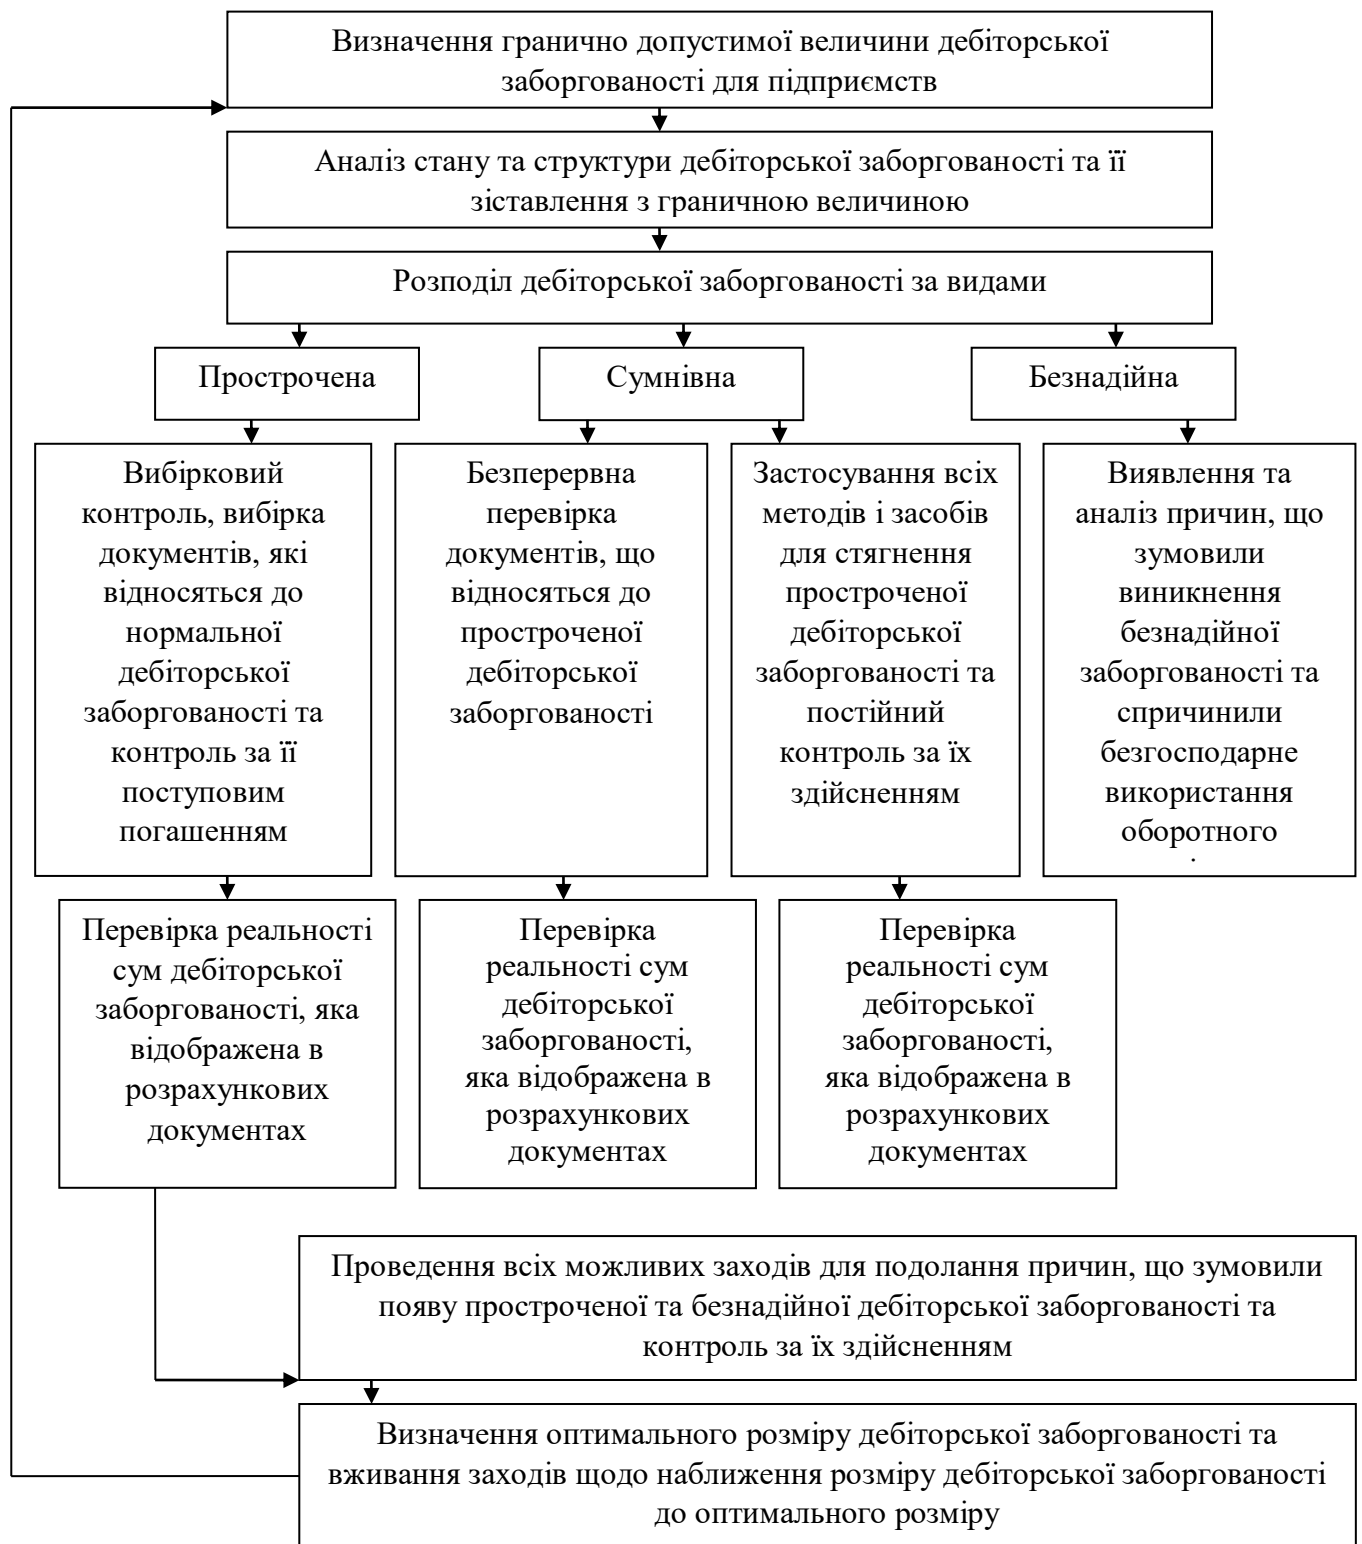 Визначення гранично допустимої величини дебіторської
заборгованості для підприємств
Аналіз стану та структури дебіторської заборгованості та її
зіставлення з граничною величиною
Розподіл дебіторської заборгованості за видами
Прострочена
Сумнівна
Безнадійна
Вибірковий
контроль, вибірка
документів, які
відносяться до
нормальної
дебіторської
заборгованості та
контроль за її
поступовим
погашенням
Безперервна
перевірка
документів, що
відносяться до
простроченої
дебіторської
заборгованості
Застосування всіх
методів і засобів
для стягнення
простроченої
дебіторської
заборгованості та
постійний
контроль за їх
здійсненням
Виявлення та
аналіз причин, що
зумовили
виникнення
безнадійної
заборгованості та
спричинили
безгосподарне
використання
оборотного
Перевірка реальності
сум дебіторської
заборгованості, яка
відображена в
розрахункових
документах
Перевірка
реальності сум
дебіторської
заборгованості,
яка відображена в
розрахункових
документах
Перевірка
реальності сум
дебіторської
заборгованості,
яка відображена в
розрахункових
документах
Проведення всіх можливих заходів для подолання причин, що зумовили
появу простроченої та безнадійної дебіторської заборгованості та
контроль за їх здійсненням
Визначення оптимального розміру дебіторської заборгованості та
вживання заходів щодо наближення розміру дебіторської заборгованості
до оптимального розміру